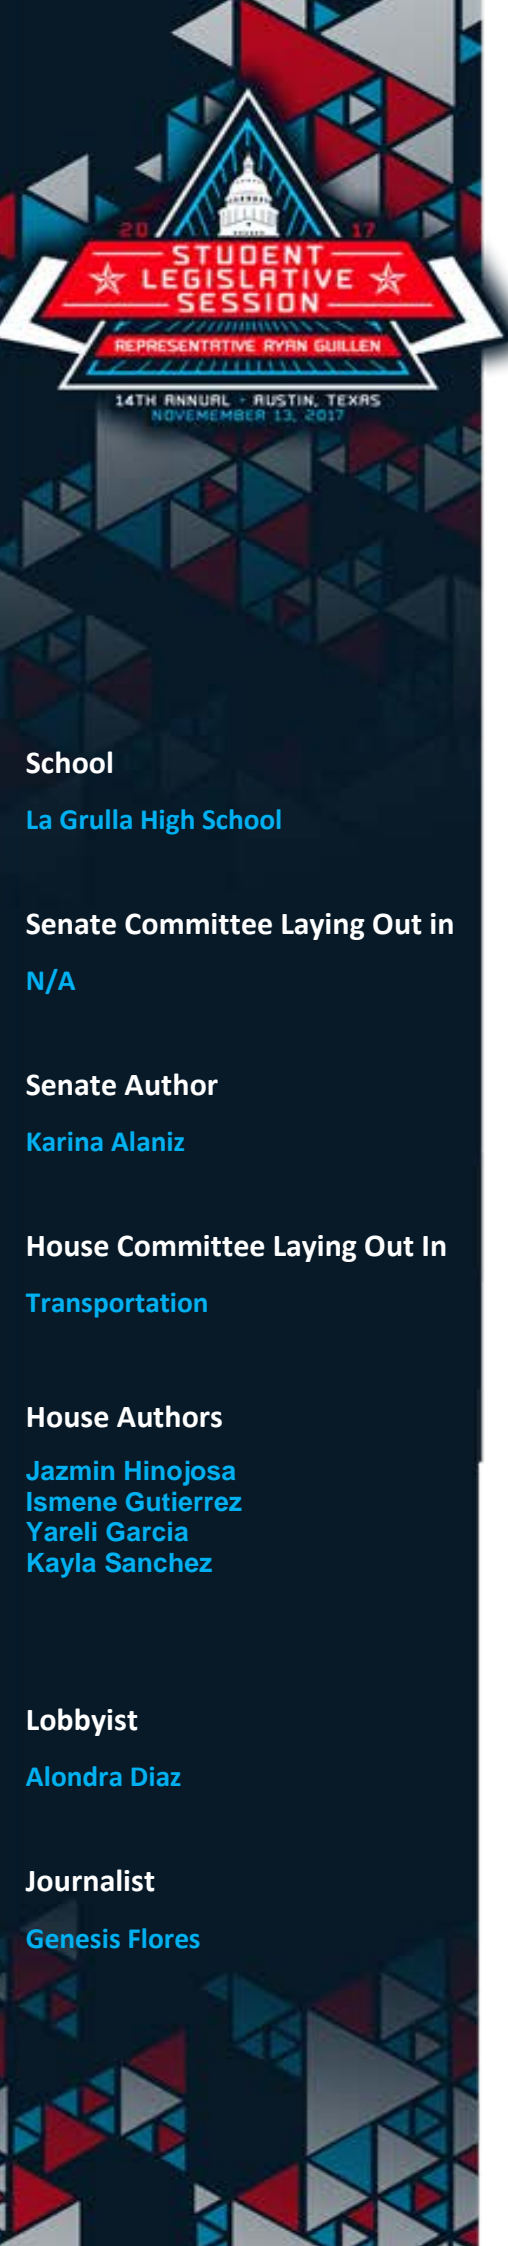 20 17
STUDENT
LEGISLATIVE
SESSION
REPRESENTATIVE RYAN GUILLEN
14TH ANNUAL - AUSTIN, TEXAS
NOVEMEMBER 13, 2017
School
La Grulla High School
Senate Committee Laying Out in
N/A
Senate Author
Karina Alaniz
House Committee Laying Out In
Transportation
House Authors
Jazmin Hinojosa
Ismene Gutierrez
Yareli Garcia
Kayla Sanchez
Lobbyist
Alondra Diaz
Journalist
Genesis Flores